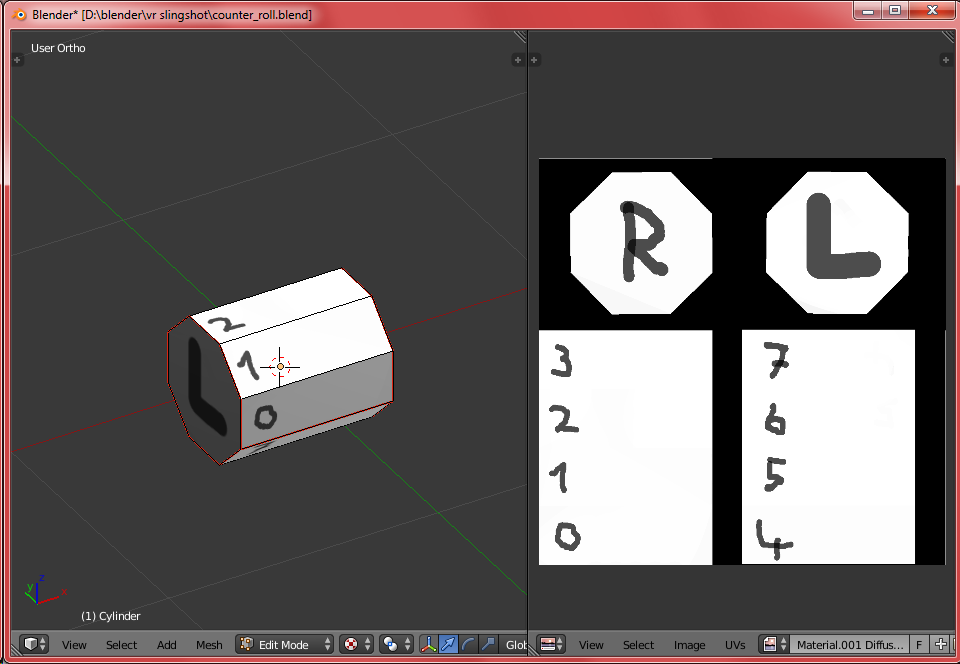 Blender* [D:\blender\vr slingshot\counter_roll.blend]
User Ortho
2
1
0
L
R L
3 7
2 6
1 5
0 4
z
y
(1) Cylinder
View Select Add Mesh Edit Mode Glob
View Select Image UVs Material.001 Diffus... F